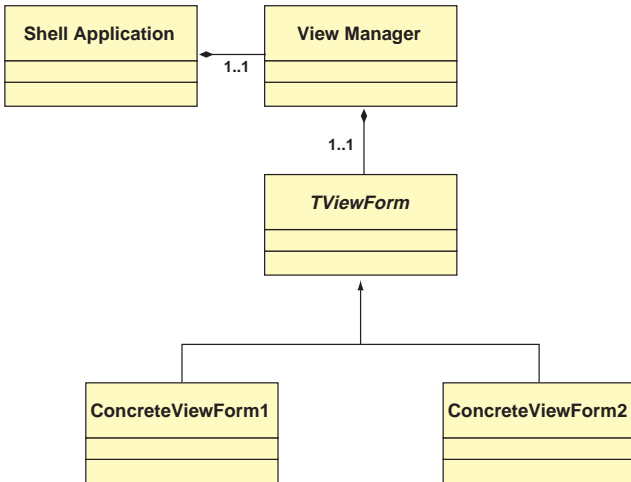 Shell Application
View Manager
1..1
1..1
TViewForm
ConcreteViewForm1
ConcreteViewForm2